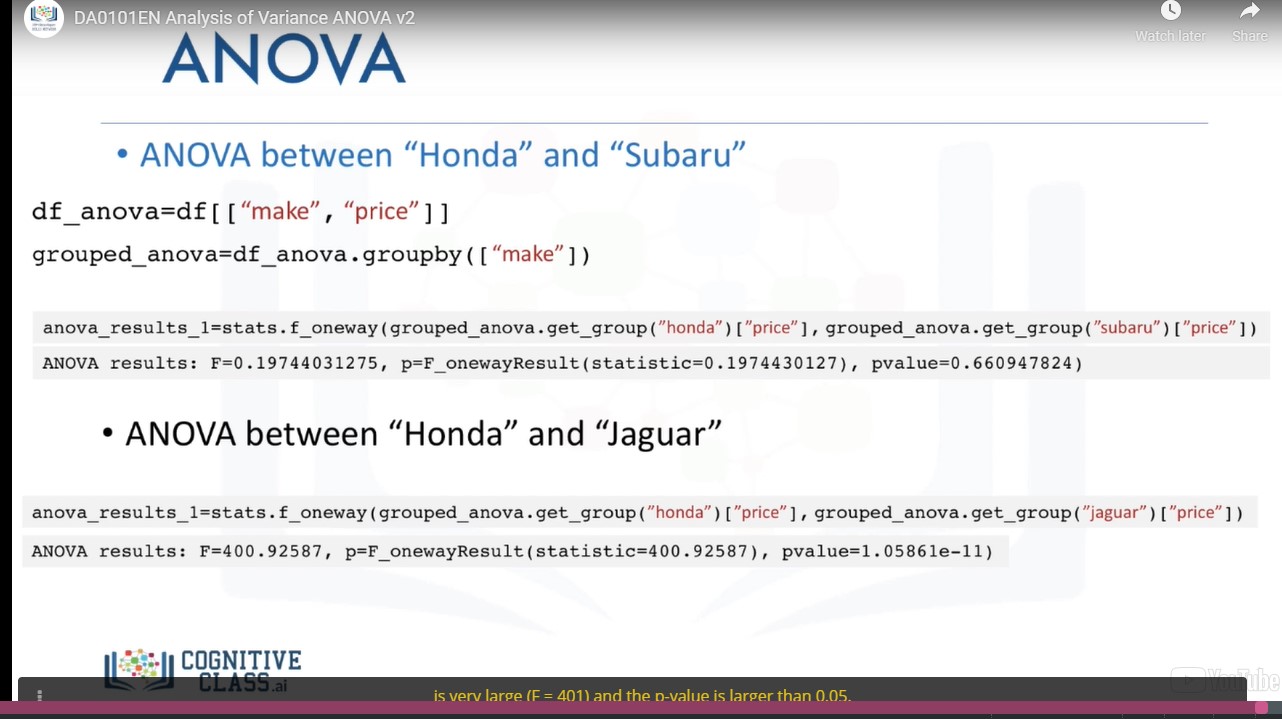 DA0101EN Analysis of Variance ANOVA v2
Watch later
Share
ANOVA
• ANOVA between “Honda” and “Subaru”
df_anova=df[[“make”, “price”]]
grouped_anova=df_anova.groupby([“make”])
anova_results_1=stats.f_oneway(grouped_anova.get_group(”honda”)[“price”],grouped_anova.get_group(”subaru”)[“price”])
ANOVA results: F=0.19744031275, p=F_onewayResult(statistic=0.1974430127), pvalue=0.660947824)
• ANOVA between “Honda” and “Jaguar”
anova_results_1=stats.f_oneway(grouped_anova.get_group(”honda”)[“price”],grouped_anova.get_group(”jaguar”)[“price”])
ANOVA results: F=400.92587, p=F_onewayResult(statistic=400.92587), pvalue=1.05861e-11)
COGNITIVE
CLASS.ai
YouTube
is very large (F = 401) and the p-value is larger than 0.05.